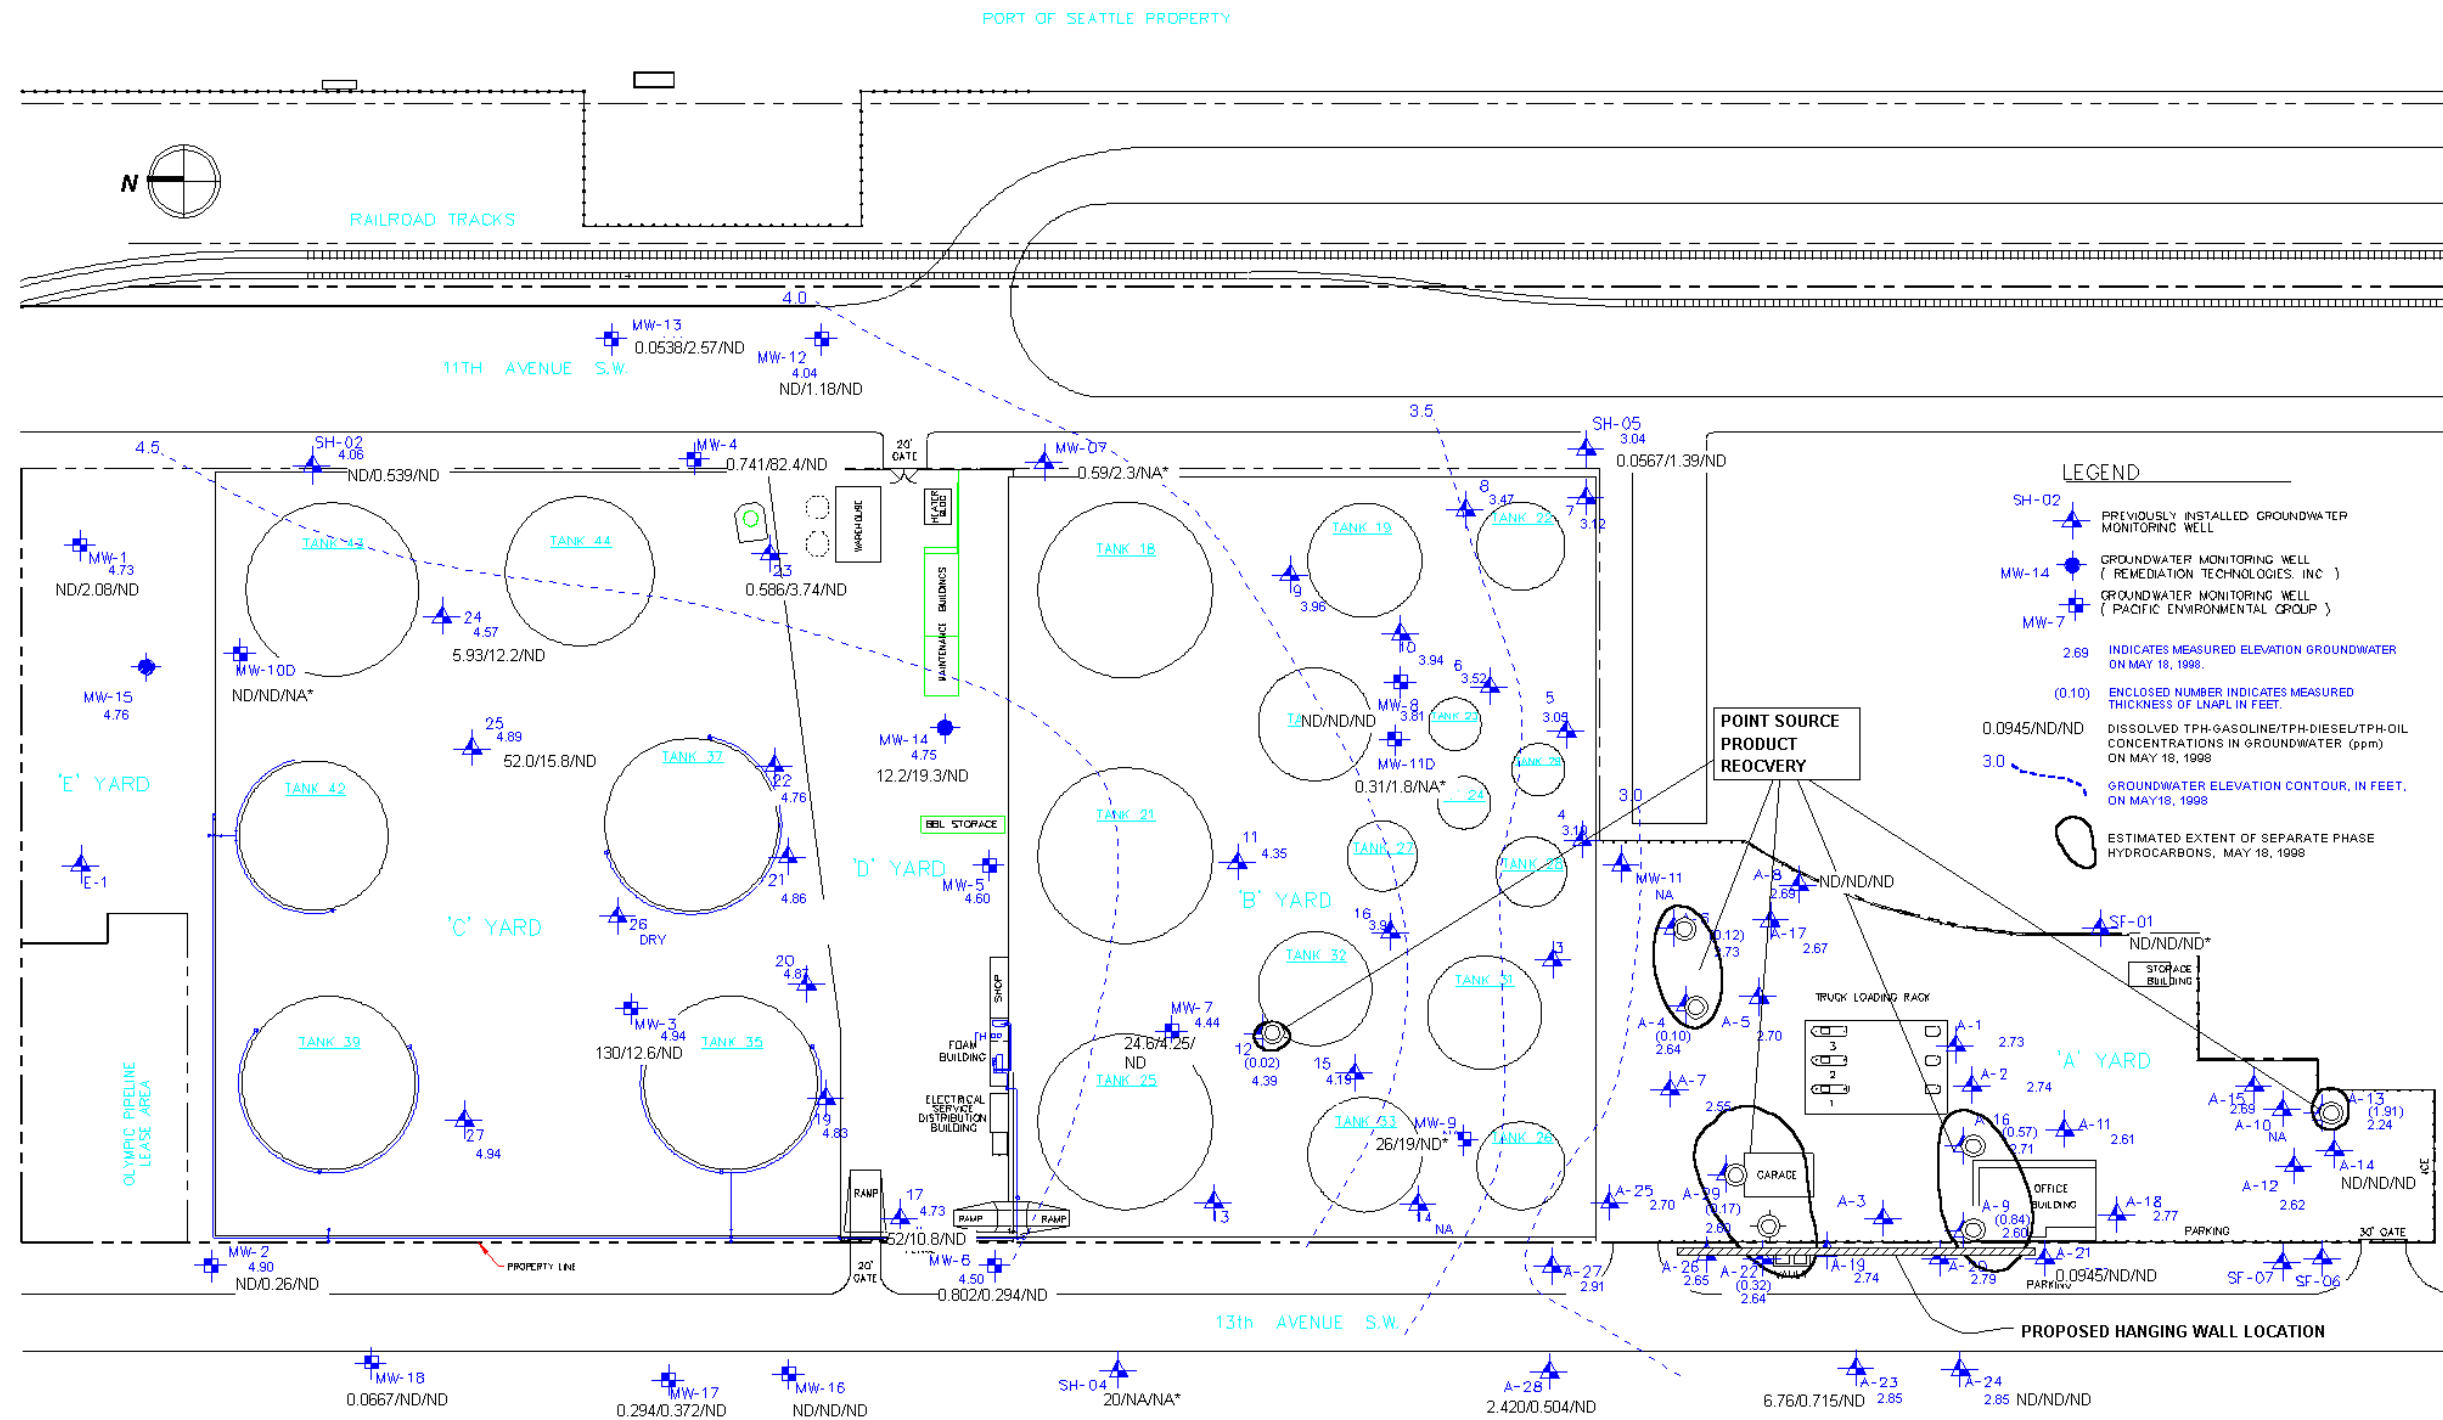 PORT OF SEATTLE PROPERTY
N
RAILROAD TRACKS
4.0
MW-13
0.0538/2.57/ND
MW-12
4.04
ND/1.18/ND
11TH AVENUE S.W.
3.5
4.5
SH-02
4.06
ND/0.539/ND
MW-4
0.741/82.4/ND
20'
GATE
MW-07
0.59/2.3/NA*
SH-05
3.04
0.0567/1.39/ND
LEGEND
SH-02
PREVIOUSLY INSTALLED GROUNDWATER
MONITORING WELL
MW-14
GROUNDWATER MONITORING WELL
( REMEDIATION TECHNOLOGIES. INC )
MW-7
GROUNDWATER MONITORING WELL
( PACIFIC ENVIRONMENTAL GROUP )
2.69
INDICATES MEASURED ELEVATION GROUNDWATER
ON MAY 18, 1998.
(0.10)
ENCLOSED NUMBER INDICATES MEASURED
THICKNESS OF LNAPL IN FEET.
0.0945/ND/ND
DISSOLVED TPH-GASOLINE/TPH-DIESEL/TPH-OIL
CONCENTRATIONS IN GROUNDWATER (ppm)
ON MAY 18, 1998
3.0
GROUNDWATER ELEVATION CONTOUR, IN FEET,
ON MAY18, 1998
ESTIMATED EXTENT OF SEPARATE PHASE
HYDROCARBONS, MAY 18, 1998
MW-1
4.73
ND/2.08/ND
TANK 43
TANK 44
23
0.586/3.74/ND
WAREHOUSE
HEATER
BLDG
MAINTENANCE BUILDINGS
TANK 18
TANK 19
8
3.47
TANK 22
7
3.12
9
3.96
24
4.57
5.93/12.2/ND
MW-10D
ND/ND/NA*
MW-15
4.76
10
3.94
6
3.52
MW-8
3.81
ND/ND/ND
TANK 23
5
3.05
25
4.89
52.0/15.8/ND
TANK 37
22
4.76
MW-14
4.75
12.2/19.3/ND
MW-11D
0.31/1.8/NA*
TANK 29
24
3.0
POINT SOURCE
PRODUCT
REOCVERY
'E' YARD
TANK 42
E-1
BBL STORAGE
TANK 21
11
4.35
TANK 27
TANK 28
4
3.10
MW-11
NA
A-8
2.69
ND/ND/ND
21
4.86
'D' YARD
MW-5
4.60
'B' YARD
'C' YARD
26
DRY
16
TANK 32
3
(0.12)
2.73
A-17
2.67
SF-01
ND/ND/ND*
STORAGE
BUILDING
20
4.87
SHOP
TANK 31
TRUCK LOADING RACK
MW-3
4.94
130/12.6/ND
TANK 39
TANK 35
FOAM
BUILDING
MW-7
4.44
24.6/4.25/
ND
12
(0.02)
4.39
15
4.19
A-4
(0.10)
2.64
A-5
2.70
3
2
1
A-1
2.73
A-2
2.74
'A' YARD
TANK 25
A-7
2.55
OLYMPIC PIPELINE
LEASE AREA
27
4.94
19
4.83
ELECTRICAL
SERVICE
DISTRIBUTION
BUILDING
TANK 33
MW-9
26/19/ND*
TANK 26
A-16
(0.57)
2.71
A-11
2.61
A-15
2.69
A-10
NA
A-13
(1.91)
2.24
A-14
ND/ND/ND
A-12
2.62
GARAGE
A-29
(0.17)
OFFICE
BUILDING
A-9
(0.84)
2.60
A-3
A-18
2.77
PARKING
30' GATE
RAMP
17
4.73
52/10.8/ND
RAMP
RAMP
13
14
NA
A-25
2.70
MW-2
4.90
ND/0.26/ND
PROPERTY LINE
20'
GATE
MW-6
4.50
0.802/0.294/ND
A-27
2.91
A-26
2.65
A-22
(0.32)
2.64
A-19
2.74
A-20
2.79
A-21
0.0945/ND/ND
PARKING
SF-07
SF-06
13th AVENUE S.W.
PROPOSED HANGING WALL LOCATION
MW-18
0.0667/ND/ND
MW-17
0.294/0.372/ND
MW-16
ND/ND/ND
SH-04
20/NA/NA*
A-28
2.420/0.504/ND
A-23
6.76/0.715/ND
2.85
A-24
2.85
ND/ND/ND